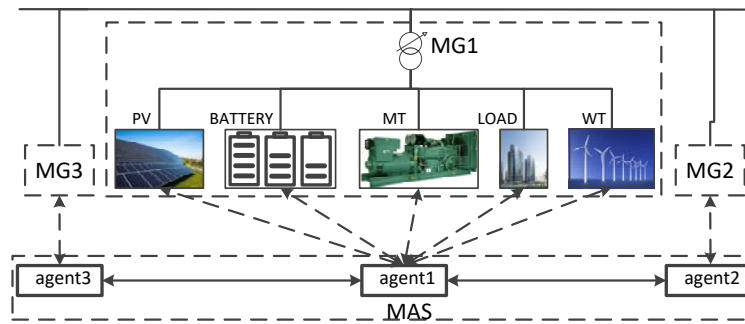 MG1
PV
BATTERY
MT
LOAD
WT
MG3
MG2
agent3
agent1
agent2
MAS